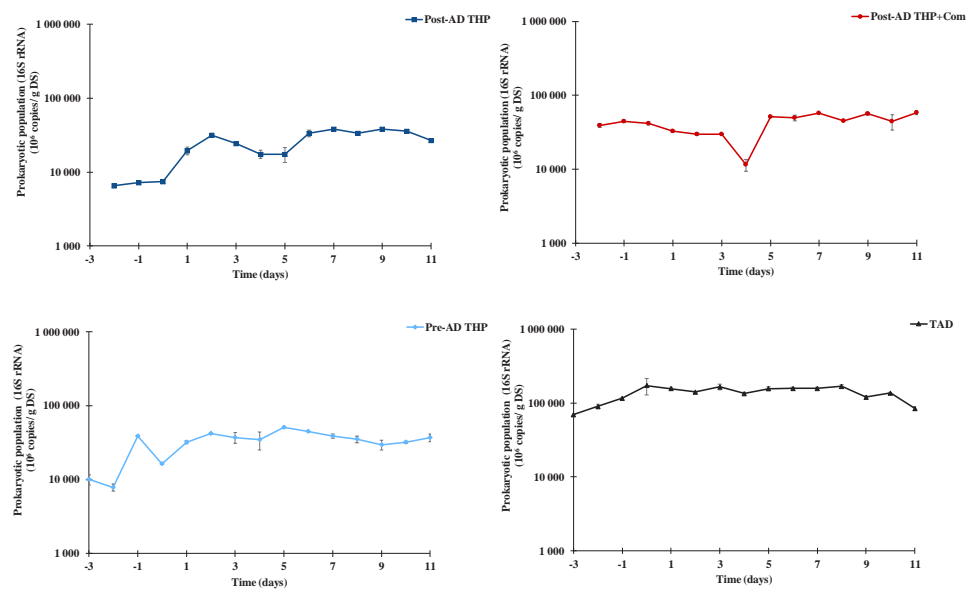 Post-AD THP
Prokaryotic population (16S rRNA)
(10⁶ copies/ g DS)
1 000 000
100 000
10 000
1 000
-3 -1 1 3 5 7 9 11
Time (days)
Post-AD THP+Com
Prokaryotic population (16S rRNA)
(10⁶ copies/ g DS)
1 000 000
100 000
10 000
1 000
-3 -1 1 3 5 7 9 11
Time (days)
Pre-AD THP
Prokaryotic population (16S rRNA)
(10⁶ copies/ g DS)
1 000 000
100 000
10 000
1 000
-3 -1 1 3 5 7 9 11
Time (days)
TAD
Prokaryotic population (16S rRNA)
(10⁶ copies/ g DS)
1 000 000
100 000
10 000
1 000
-3 -1 1 3 5 7 9 11
Time (days)